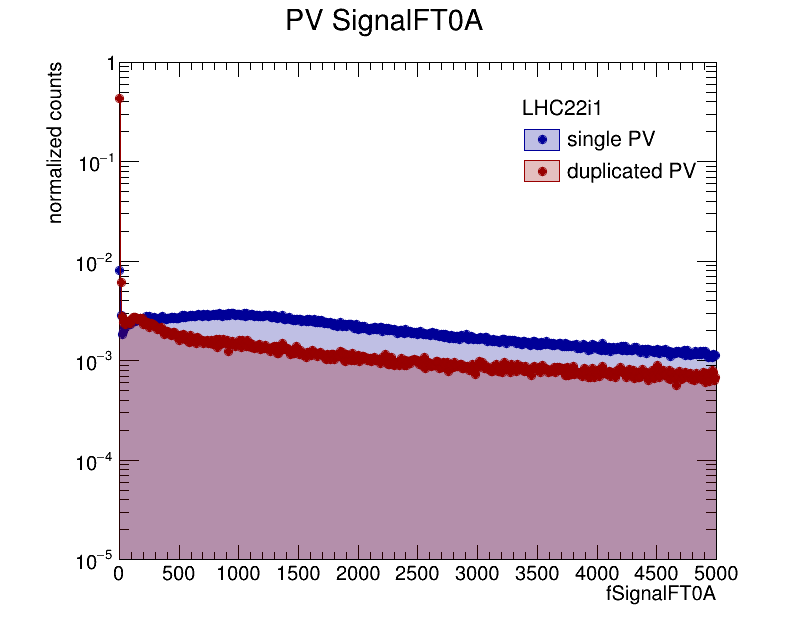 PV SignalFT0A
normalized counts
1
10⁻¹
10⁻²
10⁻³
10⁻⁴
10⁻⁵
LHC22i1
single PV
duplicated PV
0 500 1000 1500 2000 2500 3000 3500 4000 4500 5000
fSignalFT0A